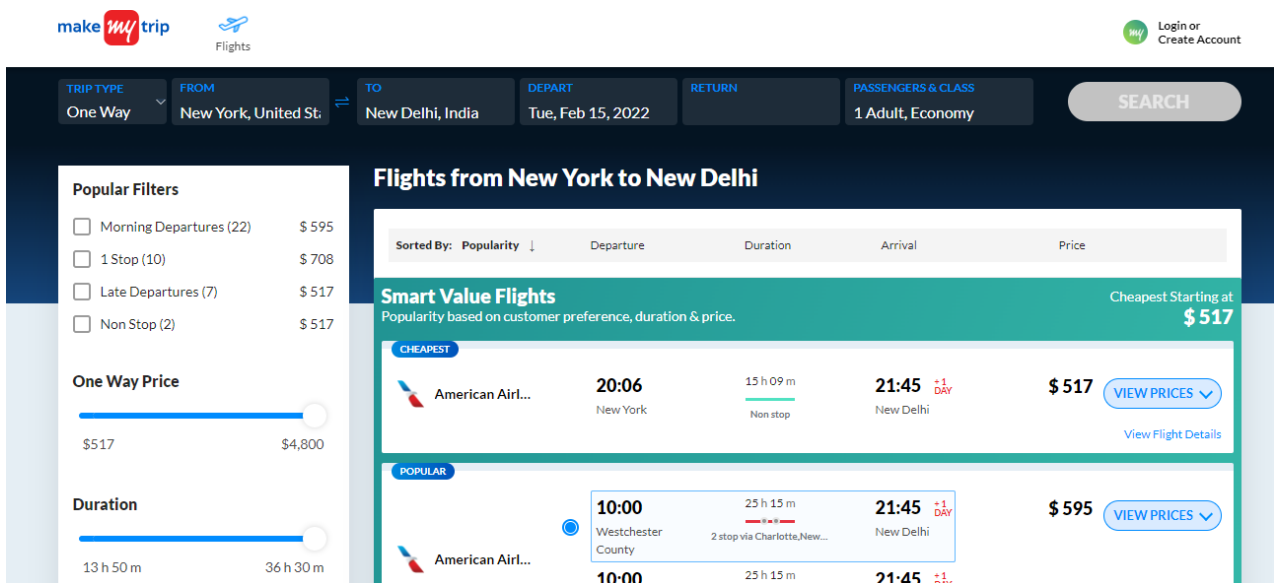 make my trip
Flights
my
Login or
Create Account
TRIP TYPE
One Way
FROM
New York, United St
TO
New Delhi, India
DEPART
Tue, Feb 15, 2022
RETURN
PASSENGERS & CLASS
1 Adult, Economy
SEARCH
Popular Filters
Morning Departures (22) $ 595
1 Stop (10) $ 708
Late Departures (7) $ 517
Non Stop (2) $ 517
One Way Price
$517 $4,800
Duration
13 h 50 m 36 h 30 m
Flights from New York to New Delhi
Sorted By: Popularity ↓ Departure Duration Arrival Price
Smart Value Flights
Popularity based on customer preference, duration & price.
Cheapest Starting at
$ 517
CHEAPEST
American Airl...
20:06
New York
15 h 09 m
Non stop
21:45 +1 DAY
New Delhi
$ 517
VIEW PRICES
View Flight Details
POPULAR
American Airl...
10:00
Westchester
County
25 h 15 m
2 stop via Charlotte,New...
21:45 +1 DAY
New Delhi
$ 595
VIEW PRICES
10:00
25 h 15 m
21:45 +1